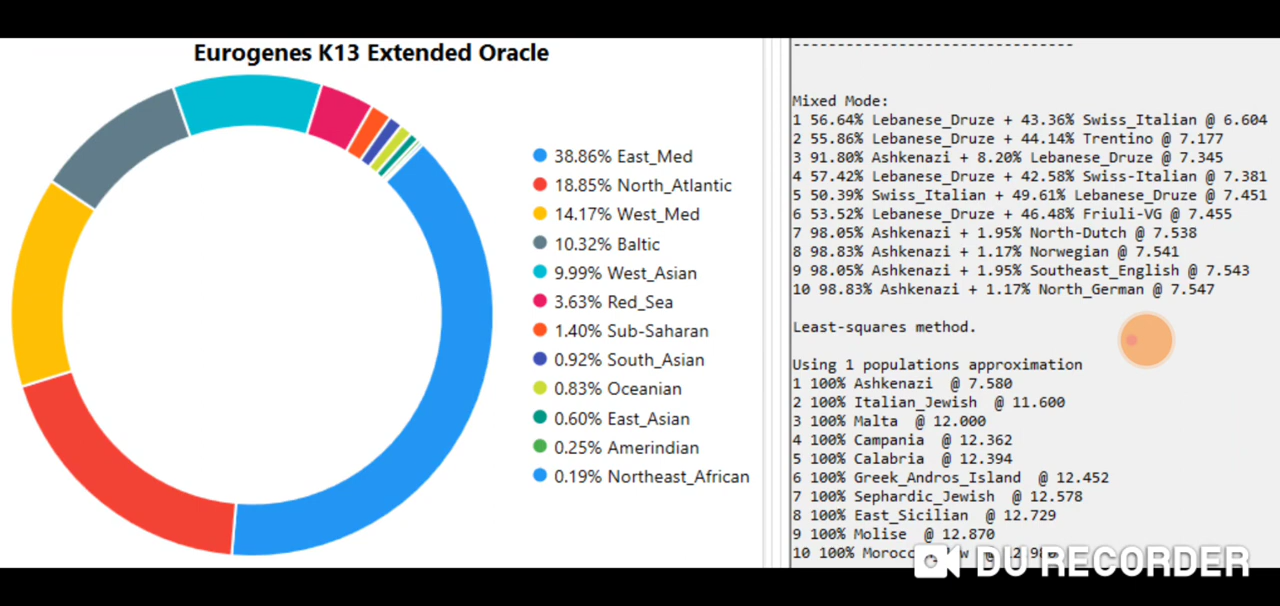 Eurogenes K13 Extended Oracle
38.86% East_Med
18.85% North_Atlantic
14.17% West_Med
10.32% Baltic
9.99% West_Asian
3.63% Red_Sea
1.40% Sub-Saharan
0.92% South_Asian
0.83% Oceanian
0.60% East_Asian
0.25% Amerindian
0.19% Northeast_African
-------------------------------
Mixed Mode:
1 56.64% Lebanese_Druze + 43.36% Swiss_Italian @ 6.604
2 55.86% Lebanese_Druze + 44.14% Trentino @ 7.177
3 91.80% Ashkenazi + 8.20% Lebanese_Druze @ 7.345
4 57.42% Lebanese_Druze + 42.58% Swiss-Italian @ 7.381
5 50.39% Swiss_Italian + 49.61% Lebanese_Druze @ 7.451
6 53.52% Lebanese_Druze + 46.48% Friuli-VG @ 7.455
7 98.05% Ashkenazi + 1.95% North-Dutch @ 7.538
8 98.83% Ashkenazi + 1.17% Norwegian @ 7.541
9 98.05% Ashkenazi + 1.95% Southeast_English @ 7.543
10 98.83% Ashkenazi + 1.17% North_German @ 7.547
Least-squares method.
Using 1 populations approximation
1 100% Ashkenazi @ 7.580
2 100% Italian_Jewish @ 11.600
3 100% Malta @ 12.000
4 100% Campania @ 12.362
5 100% Calabria @ 12.394
6 100% Greek_Andros_Island @ 12.452
7 100% Sephardic_Jewish @ 12.578
8 100% East_Sicilian @ 12.729
9 100% Molise @ 12.870
10 100%
DU RECORDER